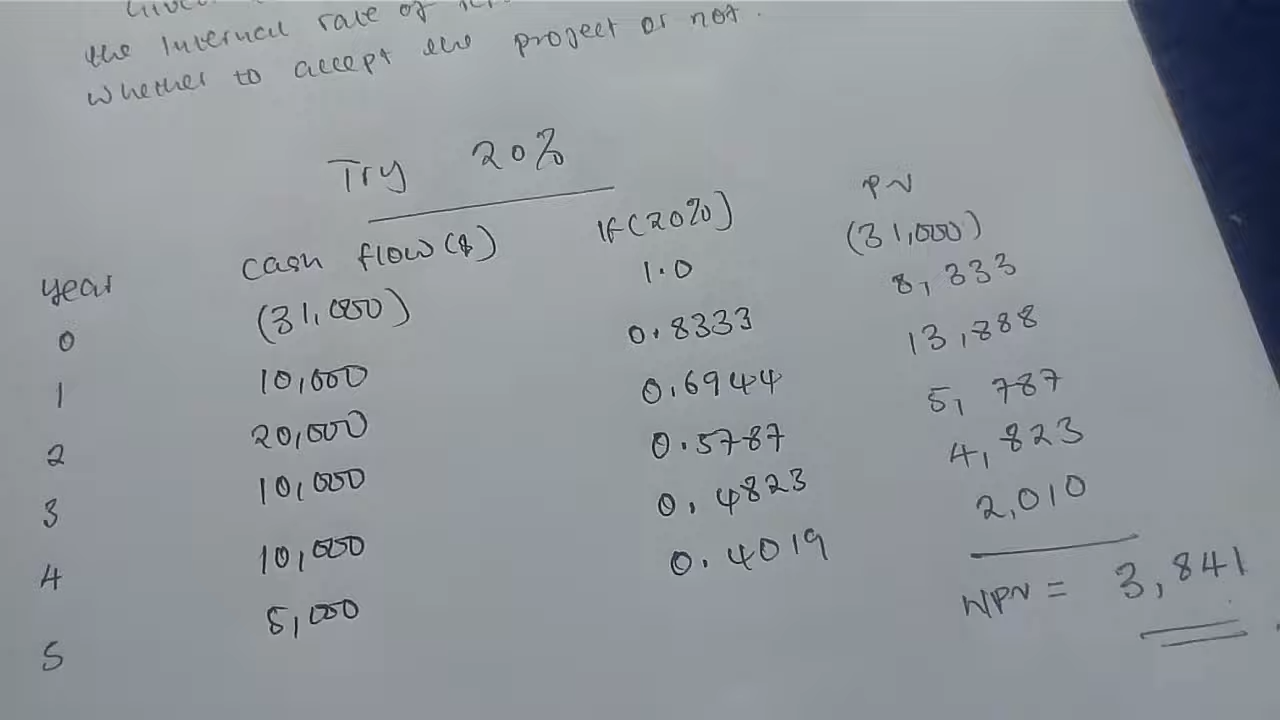 the Internal rate of
whether to accept the project or not.
Try 20%
year cash flow ($) IF(20%) PN
0 (31,000) 1.0 (31,000)
1 10,000 0.8333 8,333
2 20,000 0.6944 13,888
3 10,000 0.5787 5,787
4 10,000 0.4823 4,823
5 5,000 0.4019 2,010
NPV = 3,841